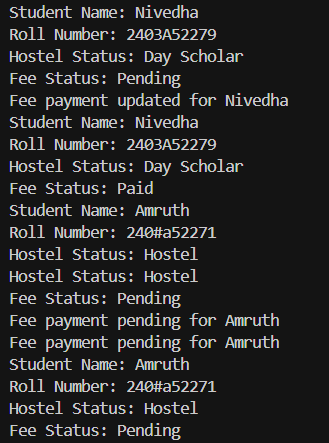 Student Name: Nivedha
Roll Number: 2403A52279
Hostel Status: Day Scholar
Fee Status: Pending
Fee payment updated for Nivedha
Student Name: Nivedha
Roll Number: 2403A52279
Hostel Status: Day Scholar
Fee Status: Paid
Student Name: Amruth
Roll Number: 240#a52271
Hostel Status: Hostel
Hostel Status: Hostel
Fee Status: Pending
Fee payment pending for Amruth
Fee payment pending for Amruth
Student Name: Amruth
Roll Number: 240#a52271
Hostel Status: Hostel
Fee Status: Pending